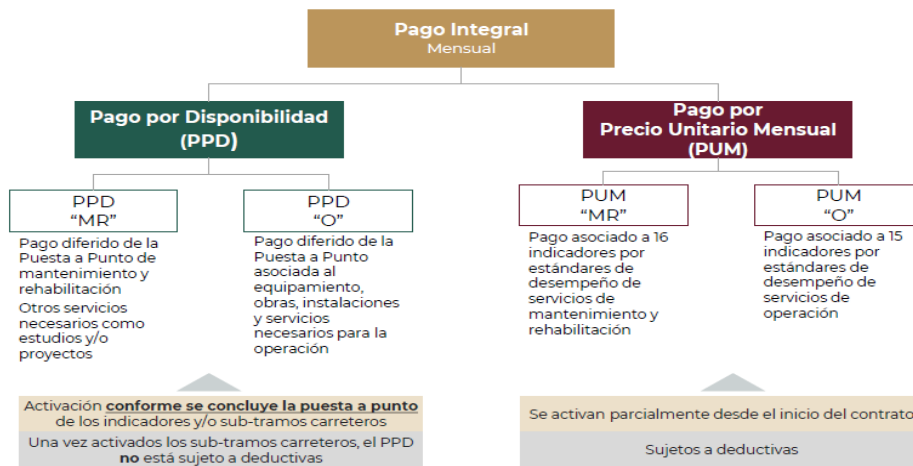 Pago Integral
Mensual
Pago por Disponibilidad
(PPD)
Pago por
Precio Unitario Mensual
(PUM)
PPD
“MR”
PPD
“O”
PUM
“MR”
PUM
“O”
Pago diferido de la
Puesta a Punto de
mantenimiento y
rehabilitación
Otros servicios
necesarios como
estudios y/o
proyectos
Pago diferido de la
Puesta a Punto
asociada al
equipamiento,
obras, instalaciones
y servicios
necesarios para la
operación
Pago asociado a 16
indicadores por
estándares de
desempeño de
servicios de
mantenimiento y
rehabilitación
Pago asociado a 15
indicadores por
estándares de
desempeño de
servicios de
operación
Activación conforme se concluye la puesta a punto
de los indicadores y/o sub-tramos carreteros
Una vez activados los sub-tramos carreteros, el PPD
no está sujeto a deductivas
Se activan parcialmente desde el inicio del contrato
Sujetos a deductivas